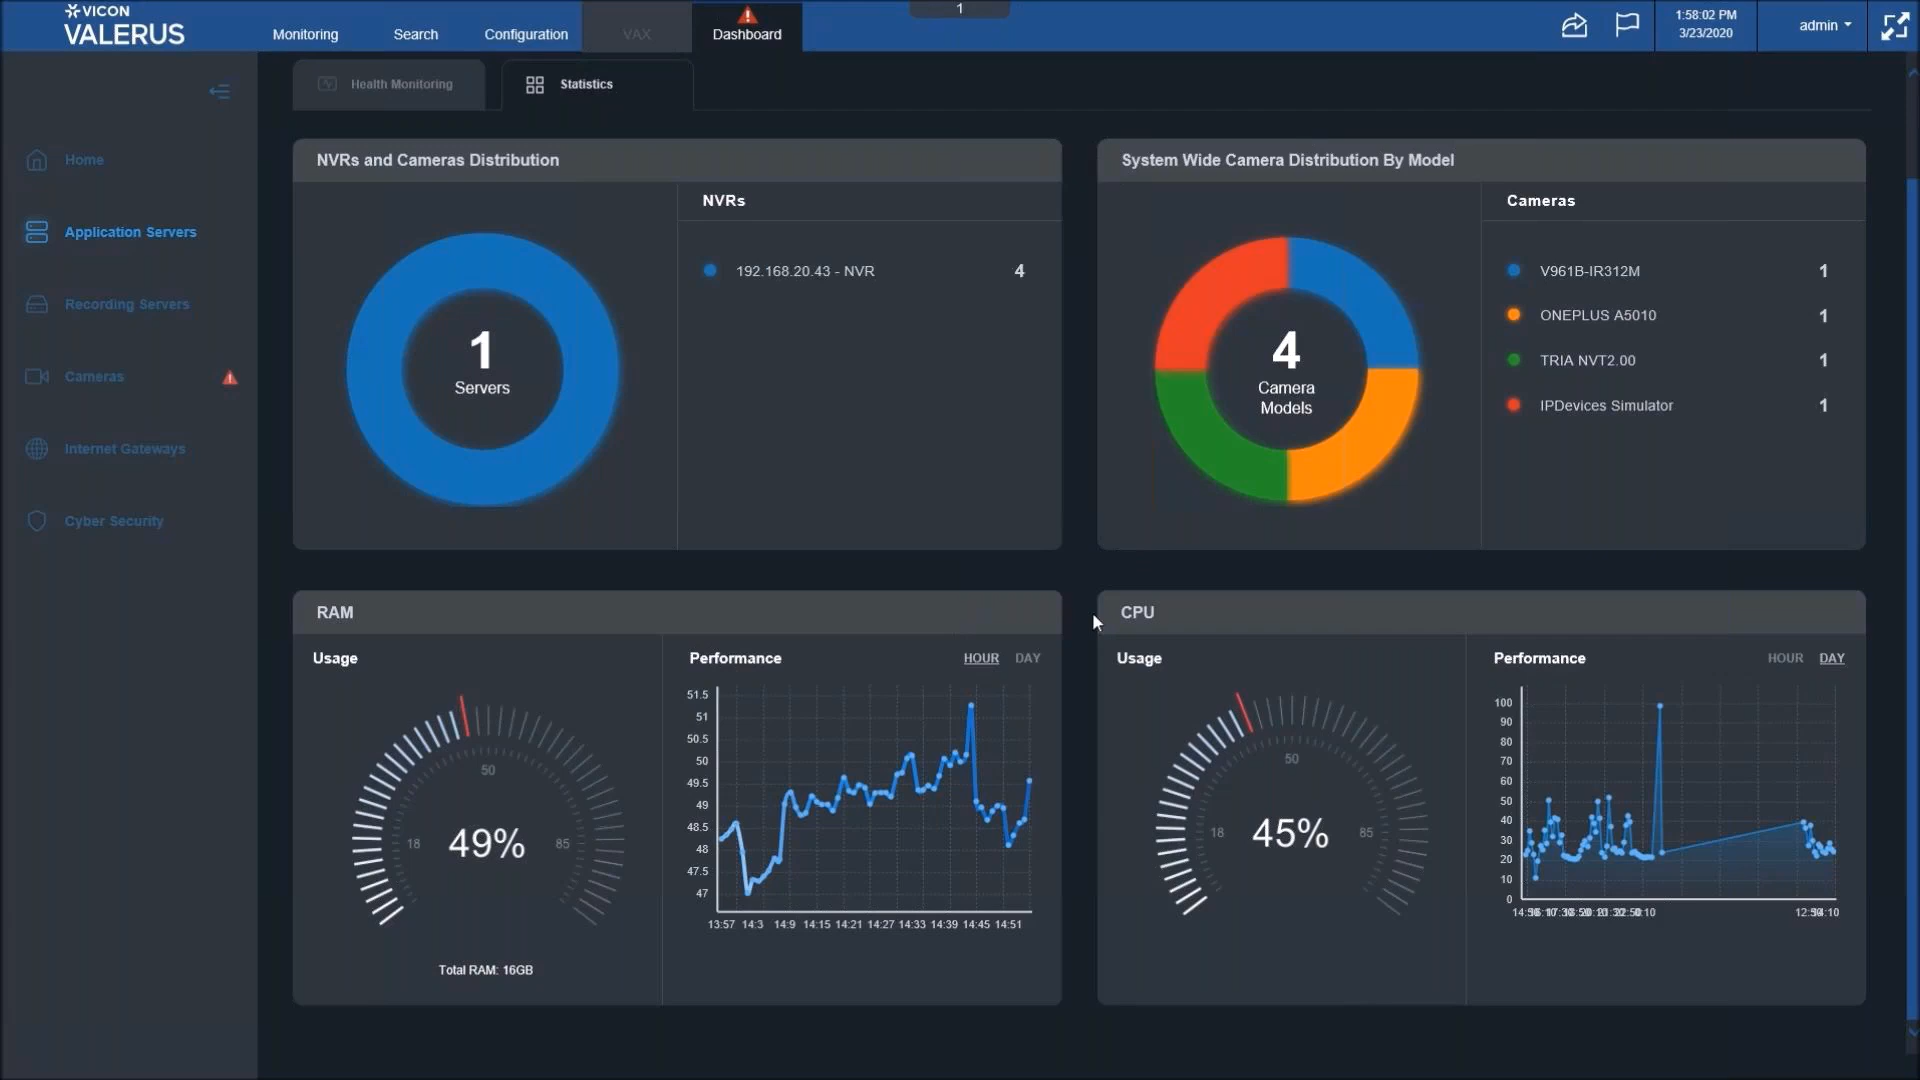 VICON
VALERUS
Monitoring
Search
Configuration
VAX
Dashboard
1
1:58:02 PM
3/23/2020
admin
Health Monitoring
Statistics
Home
Application Servers
Recording Servers
Cameras
Internet Gateways
Cyber Security
NVRs and Cameras Distribution
1
Servers
NVRs
192.168.20.43 - NVR 4
System Wide Camera Distribution By Model
4
Camera
Models
Cameras
V961B-IR312M 1
ONEPLUS A5010 1
TRIA NVT2.00 1
IPDevices Simulator 1
RAM
Usage
50
18
49%
85
Total RAM: 16GB
Performance
HOUR DAY
51.5
51
50.5
50
49.5
49
48.5
48
47.5
47
13:57 14:3 14:9 14:15 14:21 14:27 14:33 14:39 14:45 14:51
CPU
Usage
50
18
45%
85
Performance
HOUR DAY
100
90
80
70
60
50
40
30
20
10
0